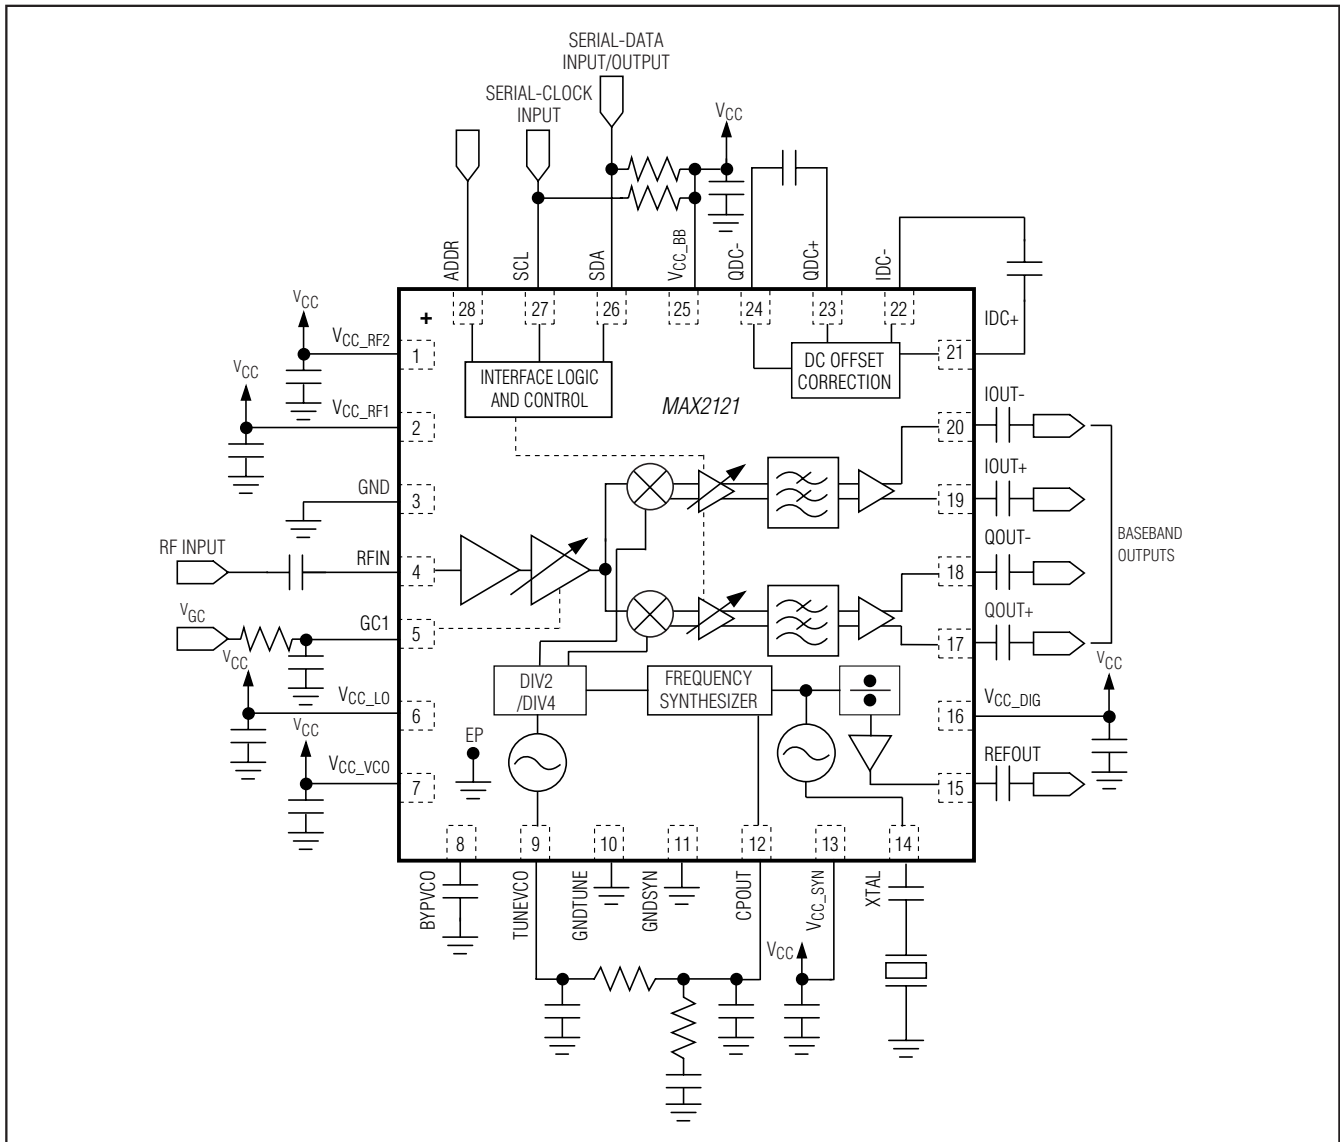 SERIAL-DATA
INPUT/OUTPUT
SERIAL-CLOCK
INPUT
VCC
ADDR
SCL
SDA
VCC_BB
QDC-
QDC+
IDC-
IDC+
28
27
26
25
24
23
22
+
VCC
VCC_RF2
1
21
INTERFACE LOGIC
AND CONTROL
DC OFFSET
CORRECTION
MAX2121
VCC
VCC_RF1
2
20
IOUT-
GND
3
19
IOUT+
RF INPUT
RFIN
4
18
QOUT-
BASEBAND
OUTPUTS
VGC
GC1
5
17
QOUT+
VCC
VCC_LO
6
DIV2
/DIV4
FREQUENCY
SYNTHESIZER
16
VCC_DIG
VCC
VCC
VCC_VCO
7
EP
15
REFOUT
8
9
10
11
12
13
14
BYPVCO
TUNEVCO
GNDTUNE
GNDSYN
CPOUT
VCC_SYN
XTAL
VCC